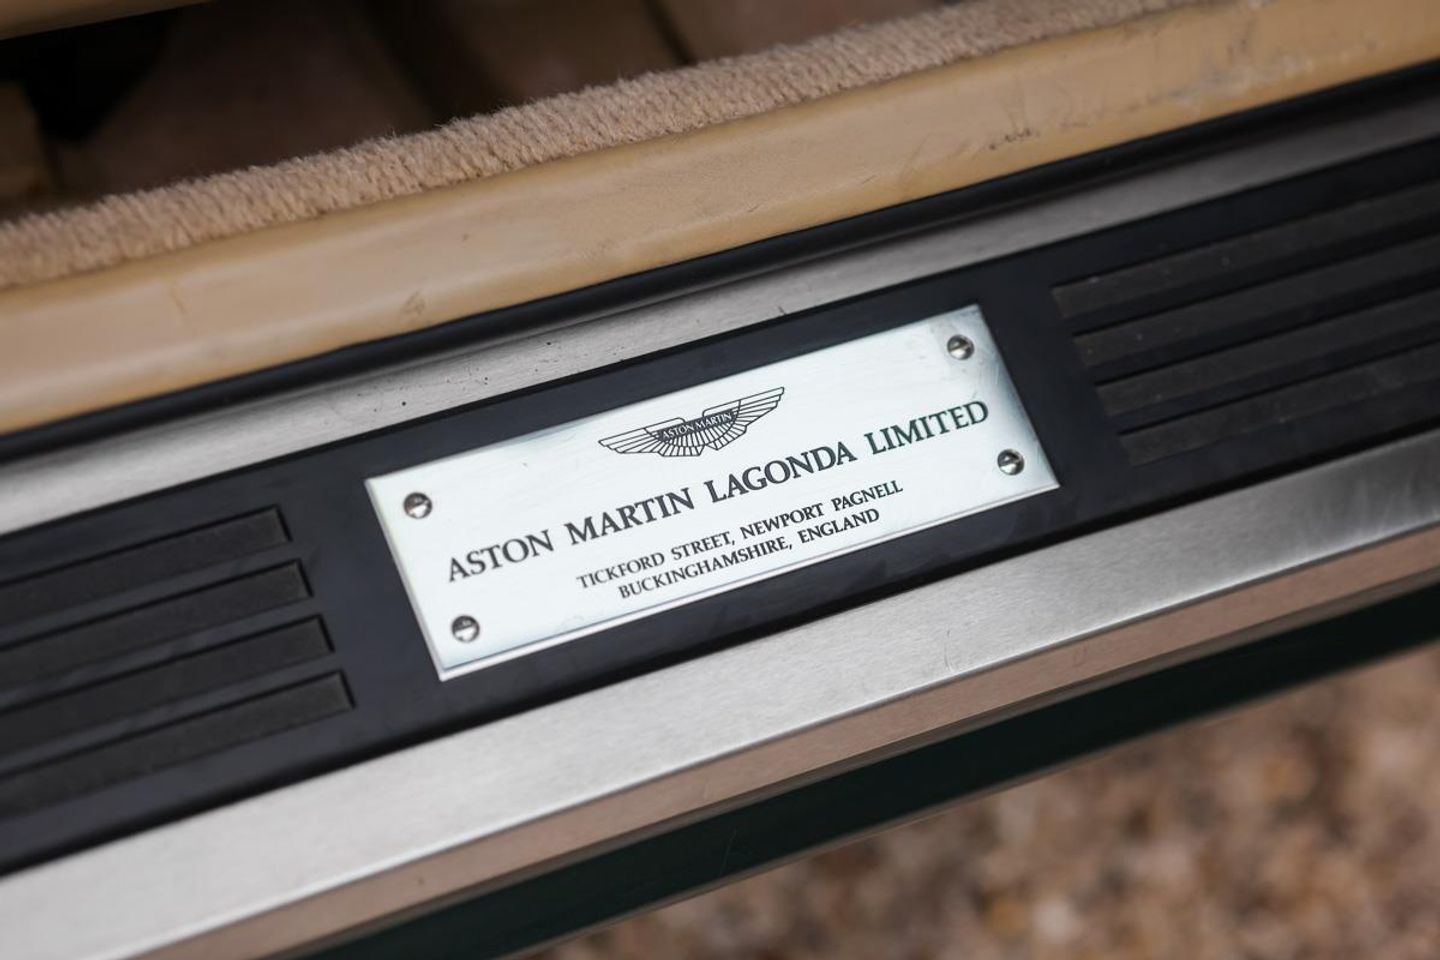 ASTON MARTIN
ASTON MARTIN LAGONDA LIMITED
TICKFORD STREET, NEWPORT PAGNELL
BUCKINGHAMSHIRE, ENGLAND